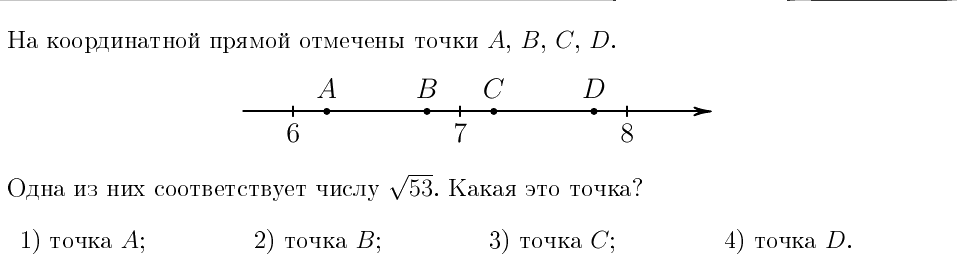 На координатной прямой отмечены точки A, B, C, D.
A B C D
6 7 8
Одна из них соответствует числу √53. Какая это точка?
1) точка A; 2) точка B; 3) точка C; 4) точка D.